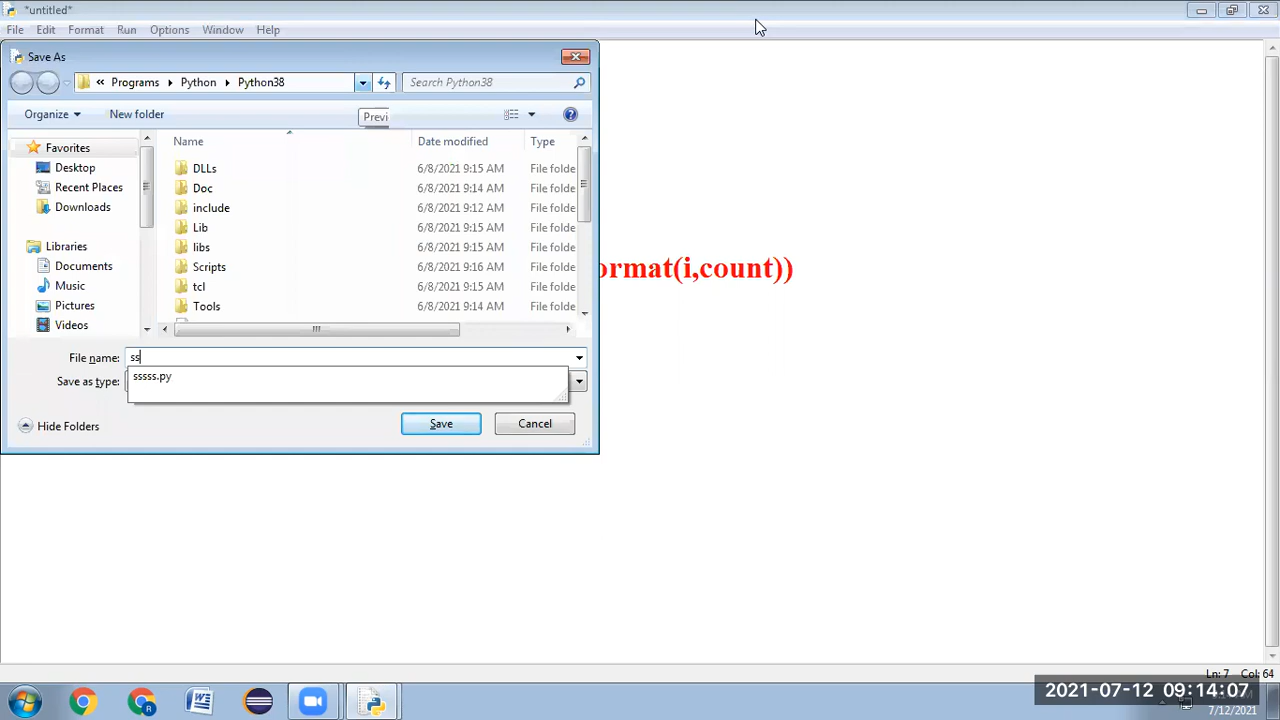 *untitled*
File Edit Format Run Options Window Help
Save As
« Programs Python Python38 Search Python38
Organize New folder Previ
Name Date modified Type
Favorites
Desktop
Recent Places
Downloads
Libraries
Documents
Music
Pictures
Videos
DLLs 6/8/2021 9:15 AM File folde
Doc 6/8/2021 9:14 AM File folde
include 6/8/2021 9:12 AM File folde
Lib 6/8/2021 9:15 AM File folde
libs 6/8/2021 9:15 AM File folde
Scripts 6/8/2021 9:16 AM File folde
tcl 6/8/2021 9:15 AM File folde
Tools 6/8/2021 9:14 AM File folde
ormat(i,count))
File name: ss
sssss.py
Save as type:
Hide Folders Save Cancel
Ln: 7 Col: 64
2021-07-12 09:14:07
7/12/2021